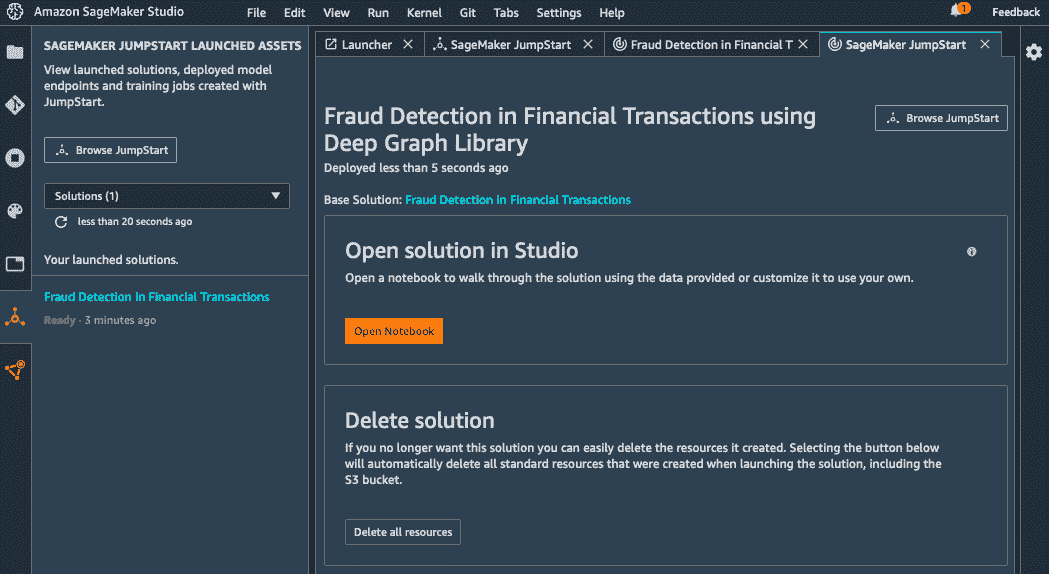 Amazon SageMaker Studio
File Edit View Run Kernel Git Tabs Settings Help
1
Feedback
SAGEMAKER JUMPSTART LAUNCHED ASSETS
View launched solutions, deployed model
endpoints and training jobs created with
JumpStart.
Browse JumpStart
Solutions (1)
less than 20 seconds ago
Your launched solutions.
Fraud Detection in Financial Transactions
Ready · 3 minutes ago
Launcher
SageMaker JumpStart
Fraud Detection in Financial T
SageMaker JumpStart
Fraud Detection in Financial Transactions using
Deep Graph Library
Browse JumpStart
Deployed less than 5 seconds ago
Base Solution: Fraud Detection in Financial Transactions
Open solution in Studio
Open a notebook to walk through the solution using the data provided or customize it to use your own.
Open Notebook
Delete solution
If you no longer want this solution you can easily delete the resources it created. Selecting the button below
will automatically delete all standard resources that were created when launching the solution, including the
S3 bucket.
Delete all resources